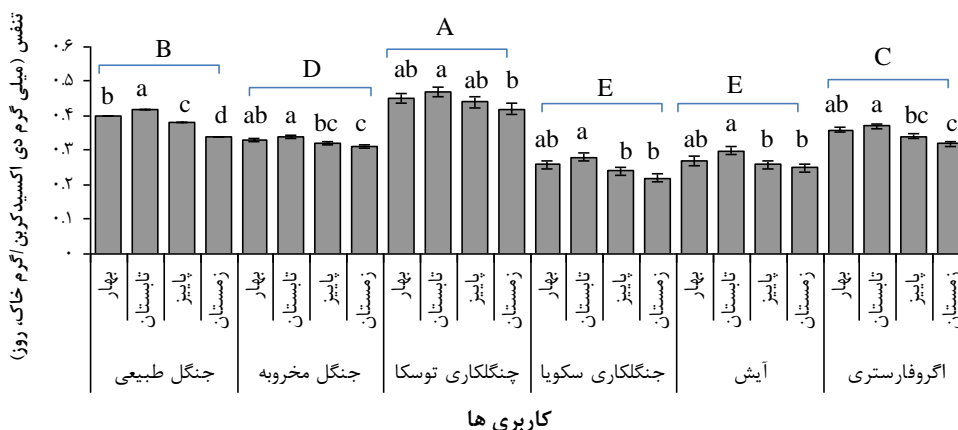 تنفس (میلی گرم دی اکسیدکربن/گرم خاک، روز)
۰.۶
۰.۵
۰.۴
۰.۳
۰.۲
۰.۱
۰
B D A E E C
b a c d ab a bc c ab a ab b ab a b b ab a b b ab a bc c
بهار تابستان پاییز زمستان بهار تابستان پاییز زمستان بهار تابستان پاییز زمستان بهار تابستان پاییز زمستان بهار تابستان پاییز زمستان بهار تابستان پاییز زمستان
جنگل طبیعی جنگل مخروبه چنگلکاری توسکا جنگلکاری سکویا آیش اگروفارستری
کاربری ها